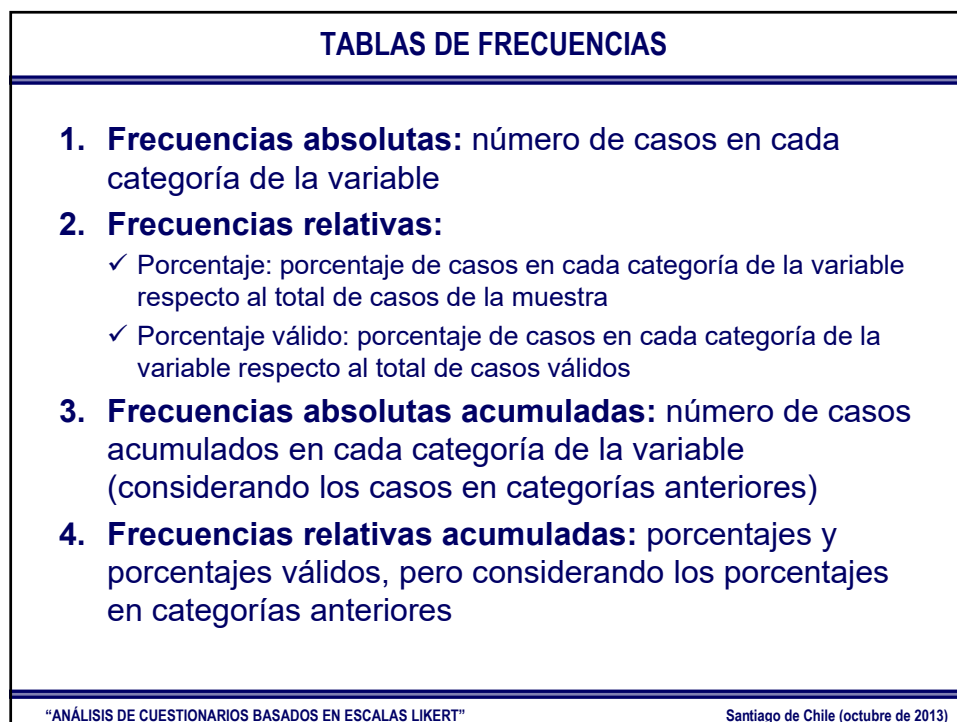 TABLAS DE FRECUENCIAS
1. Frecuencias absolutas: número de casos en cada
categoría de la variable
2. Frecuencias relativas:
✓ Porcentaje: porcentaje de casos en cada categoría de la variable
respecto al total de casos de la muestra
✓ Porcentaje válido: porcentaje de casos en cada categoría de la
variable respecto al total de casos válidos
3. Frecuencias absolutas acumuladas: número de casos
acumulados en cada categoría de la variable
(considerando los casos en categorías anteriores)
4. Frecuencias relativas acumuladas: porcentajes y
porcentajes válidos, pero considerando los porcentajes
en categorías anteriores
“ANÁLISIS DE CUESTIONARIOS BASADOS EN ESCALAS LIKERT” Santiago de Chile (octubre de 2013)